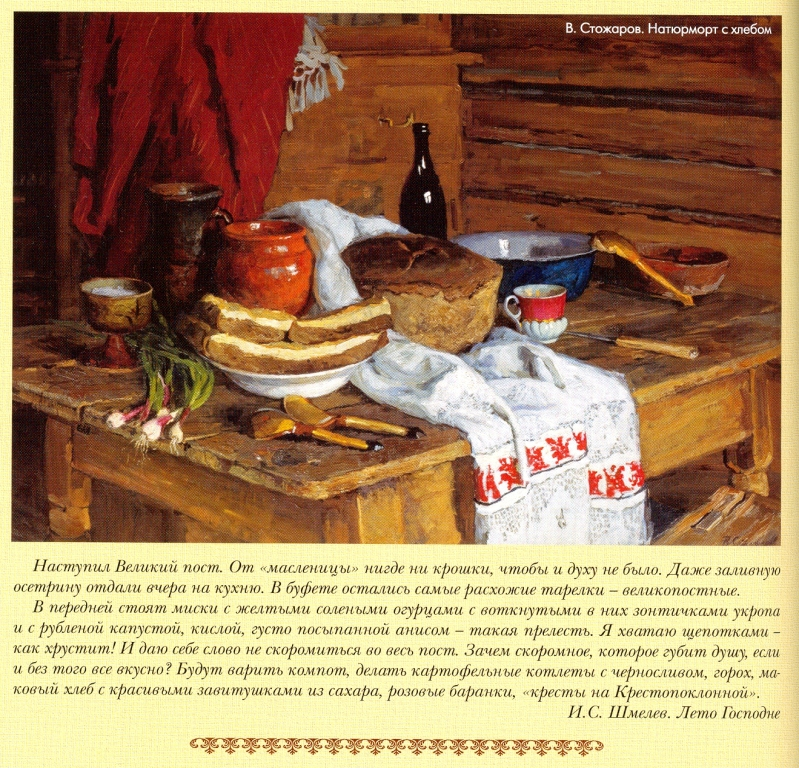 В. Стожаров. Натюрморт с хлебом
Наступил Великий пост. От «масленицы» нигде ни крошки, чтобы и духу не было. Даже заливную
осетрину отдали вчера на кухню. В буфете остались самые расхожие тарелки – великопостные.
В передней стоят миски с желтыми солеными огурцами с воткнутыми в них зонтичками укропа
и с рубленой капустой, кислой, густо посыпанной анисом – такая прелесть. Я хватаю щепотками –
как хрустит! И даю себе слово не скоромиться во весь пост. Зачем скоромное, которое губит душу, если
и без того все вкусно? Будут варить компот, делать картофельные котлеты с черносливом, горох, ма-
ковый хлеб с красивыми завитушками из сахара, розовые баранки, «кресты на Крестопоклонной».
И.С. Шмелев. Лето Господне